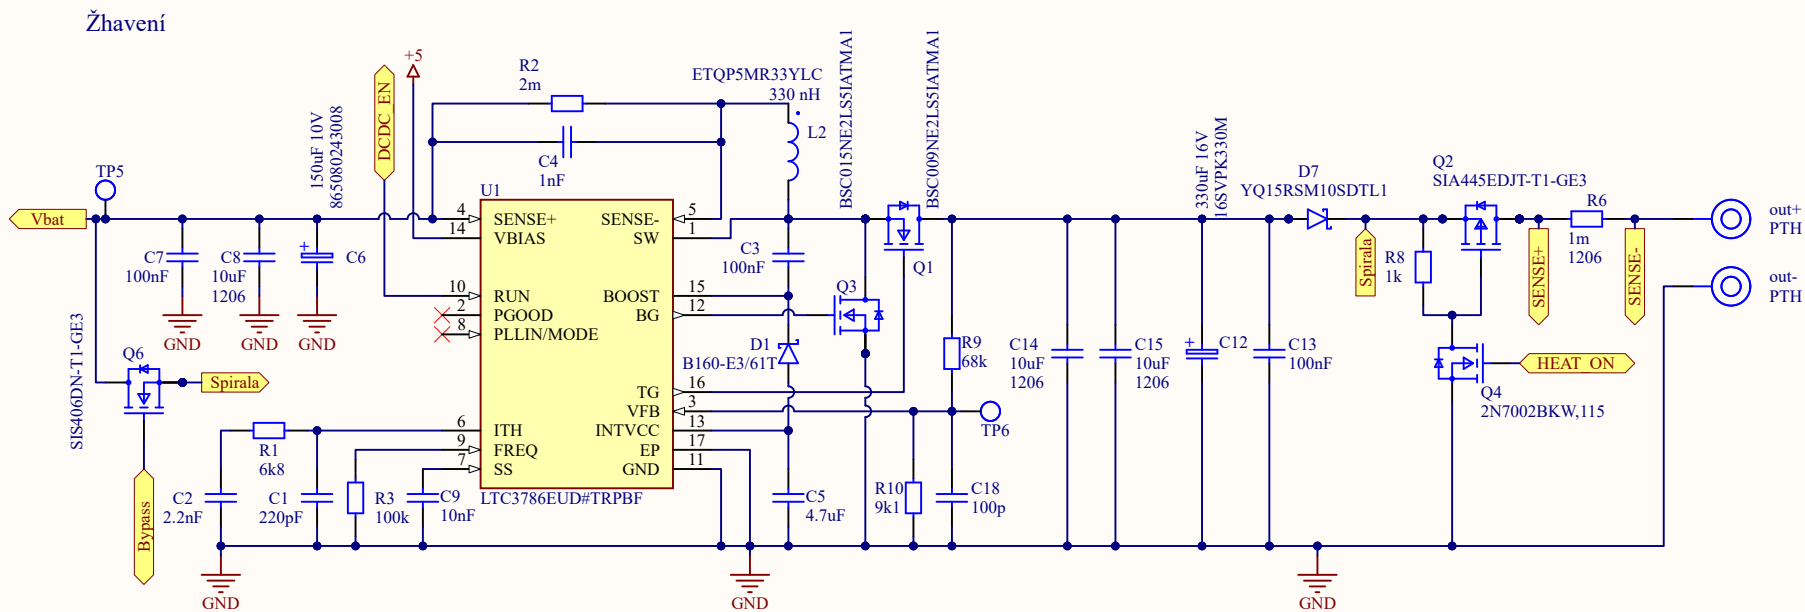 Žhavení
+5
DCDC_EN
R2
2m
C4
1nF
ETQP5MR33YLC
330 nH
L2
BSC015NE2LS5IATMA1
BSC009NE2LS5IATMA1
150uF 10V
865080243008
TP5
Vbat
C7
100nF
C8
10uF
1206
C6
GND
GND
GND
U1
4
SENSE+
14
VBIAS
10
RUN
2
PGOOD
8
PLLIN/MODE
6
ITH
9
FREQ
7
SS
SENSE-
5
SW
1
BOOST
15
BG
12
TG
16
VFB
3
INTVCC
13
EP
17
GND
11
LTC3786EUD#TRPBF
C3
100nF
Q3
Q1
D1
B160-E3/61T
R9
68k
TP6
C14
10uF
1206
C15
10uF
1206
330uF 16V
16SVPK330M
C12
C13
100nF
D7
YQ15RSM10SDTL1
Spirala
R8
1k
Q2
SIA445EDJT-T1-GE3
R6
1m
1206
SENSE+
SENSE-
out+
PTH
out-
PTH
HEAT_ON
Q4
2N7002BKW,115
SIS406DN-T1-GE3
Q6
Spirala
Bypass
R1
6k8
C2
2.2nF
C1
220pF
R3
100k
C9
10nF
C5
4.7uF
R10
9k1
C18
100p
GND
GND
GND